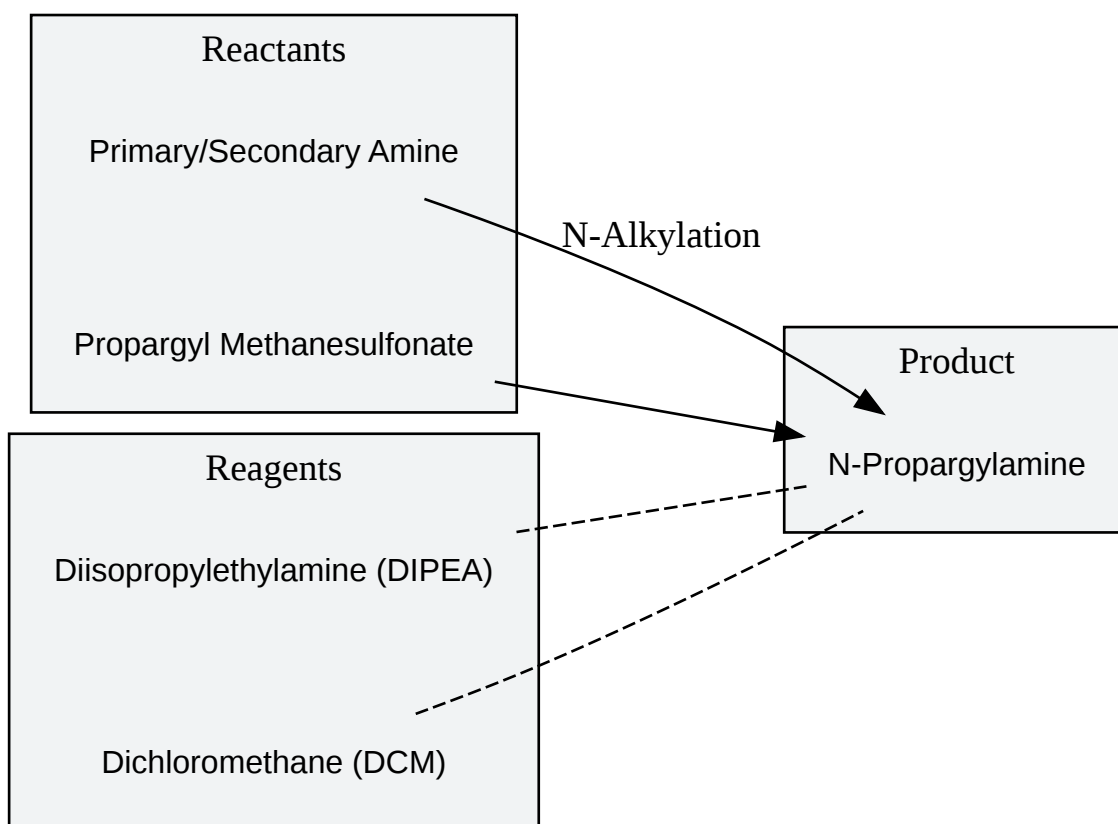 Reactants
Primary/Secondary Amine
N-Alkylation
Propargyl Methanesulfonate
Product
N-Propargylamine
Reagents
Diisopropylethylamine (DIPEA)
Dichloromethane (DCM)